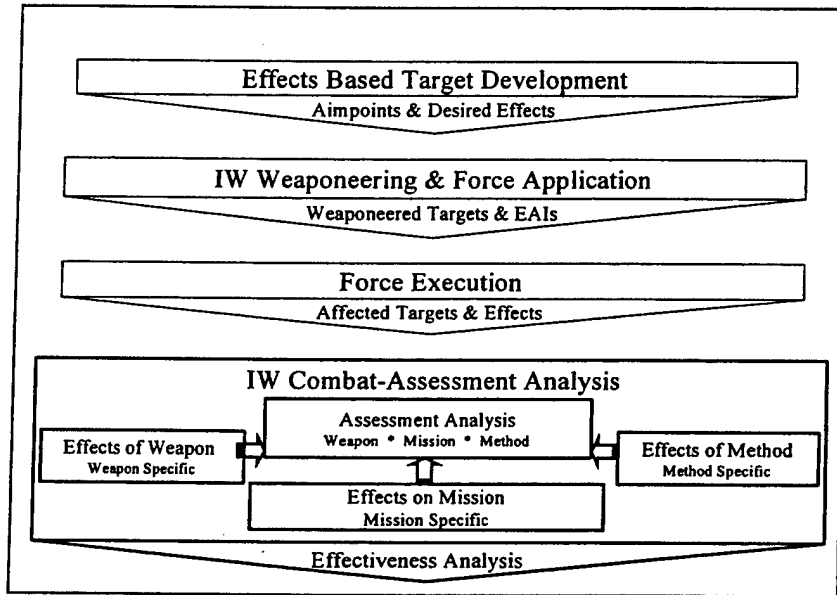 Effects Based Target Development
Aimpoints & Desired Effects
IW Weaponeering & Force Application
Weaponeered Targets & EAIs
Force Execution
Affected Targets & Effects
IW Combat-Assessment Analysis
Assessment Analysis
Weapon * Mission * Method
Effects of Weapon
Weapon Specific
Effects of Method
Method Specific
Effects on Mission
Mission Specific
Effectiveness Analysis